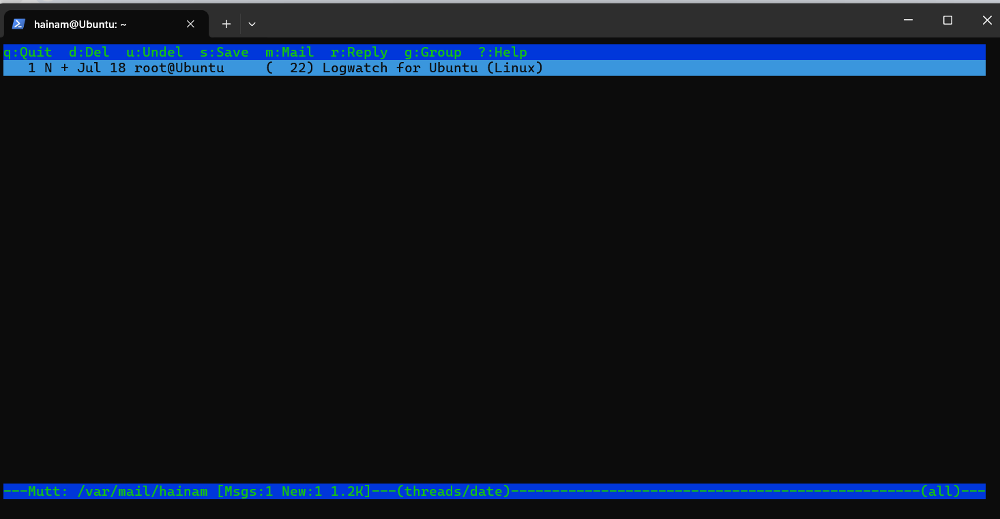 hainam@Ubuntu: ~
q:Quit  d:Del  u:Undel  s:Save  m:Mail  r:Reply  g:Group  ?:Help
   1 N + Jul 18 root@Ubuntu     (  22) Logwatch for Ubuntu (Linux)
---Mutt: /var/mail/hainam [Msgs:1 New:1 1.2K]---(threads/date)--------------------------------------------------(all)---